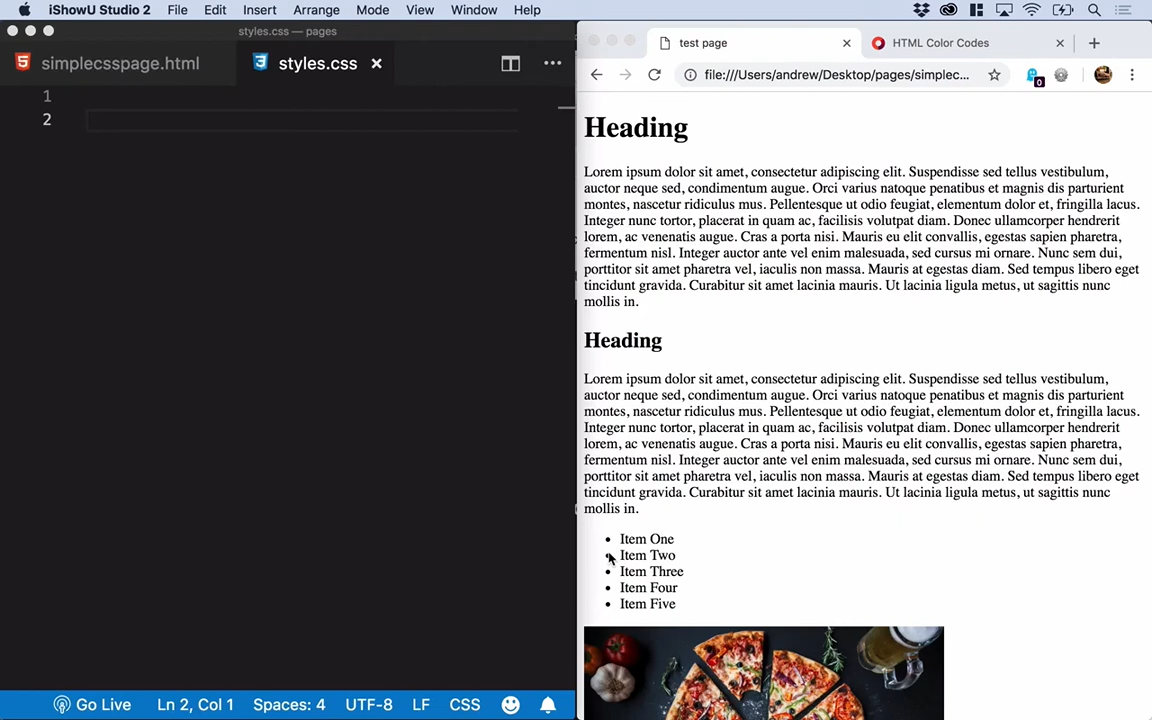 iShowU Studio 2 File Edit Insert Arrange Mode View Window Help
styles.css — pages
simplecsspage.html styles.css
test page HTML Color Codes
file:///Users/andrew/Desktop/pages/simplec...
0
1
2
Heading
Lorem ipsum dolor sit amet, consectetur adipiscing elit. Suspendisse sed tellus vestibulum,
auctor neque sed, condimentum augue. Orci varius natoque penatibus et magnis dis parturient
montes, nascetur ridiculus mus. Pellentesque ut odio feugiat, elementum dolor et, fringilla lacus.
Integer nunc tortor, placerat in quam ac, facilisis volutpat diam. Donec ullamcorper hendrerit
lorem, ac venenatis augue. Cras a porta nisi. Mauris eu elit convallis, egestas sapien pharetra,
fermentum nisl. Integer auctor ante vel enim malesuada, sed cursus mi ornare. Nunc sem dui,
porttitor sit amet pharetra vel, iaculis non massa. Mauris at egestas diam. Sed tempus libero eget
tincidunt gravida. Curabitur sit amet lacinia mauris. Ut lacinia ligula metus, ut sagittis nunc
mollis in.
Heading
Lorem ipsum dolor sit amet, consectetur adipiscing elit. Suspendisse sed tellus vestibulum,
auctor neque sed, condimentum augue. Orci varius natoque penatibus et magnis dis parturient
montes, nascetur ridiculus mus. Pellentesque ut odio feugiat, elementum dolor et, fringilla lacus.
Integer nunc tortor, placerat in quam ac, facilisis volutpat diam. Donec ullamcorper hendrerit
lorem, ac venenatis augue. Cras a porta nisi. Mauris eu elit convallis, egestas sapien pharetra,
fermentum nisl. Integer auctor ante vel enim malesuada, sed cursus mi ornare. Nunc sem dui,
porttitor sit amet pharetra vel, iaculis non massa. Mauris at egestas diam. Sed tempus libero eget
tincidunt gravida. Curabitur sit amet lacinia mauris. Ut lacinia ligula metus, ut sagittis nunc
mollis in.
Item One
Item Two
Item Three
Item Four
Item Five
Go Live Ln 2, Col 1 Spaces: 4 UTF-8 LF CSS